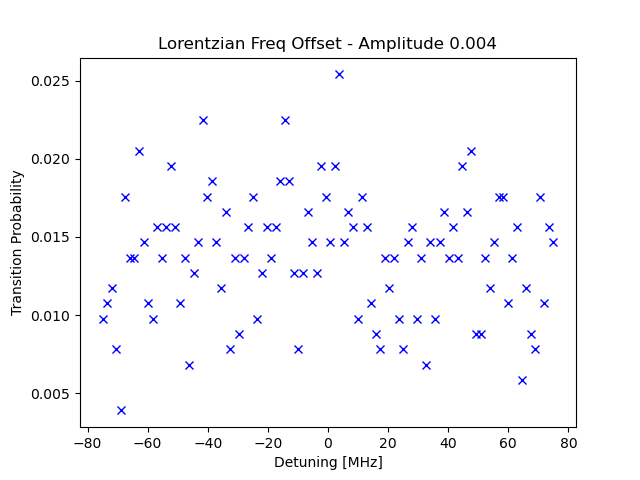 Lorentzian Freq Offset - Amplitude 0.004
0.025
0.020
0.015
0.010
0.005
Transition Probability
−80 −60 −40 −20 0 20 40 60 80
Detuning [MHz]